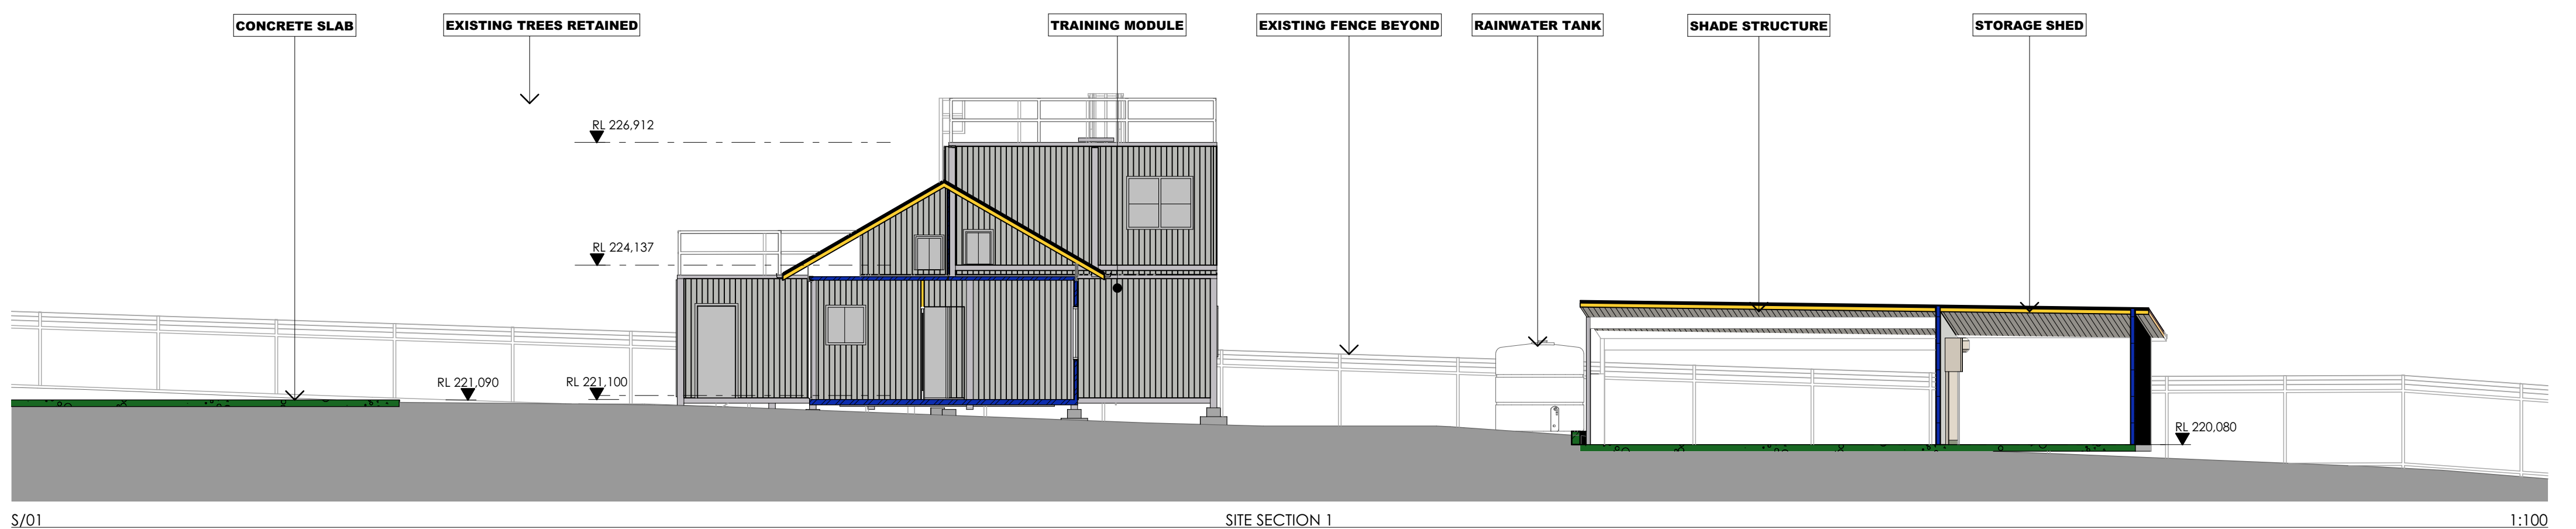 CONCRETE SLAB
EXISTING TREES RETAINED
TRAINING MODULE
EXISTING FENCE BEYOND
RAINWATER TANK
SHADE STRUCTURE
STORAGE SHED
RL 226,912
RL 224,137
RL 221,090
RL 221,100
RL 220,080
S/01
SITE SECTION 1
1:100